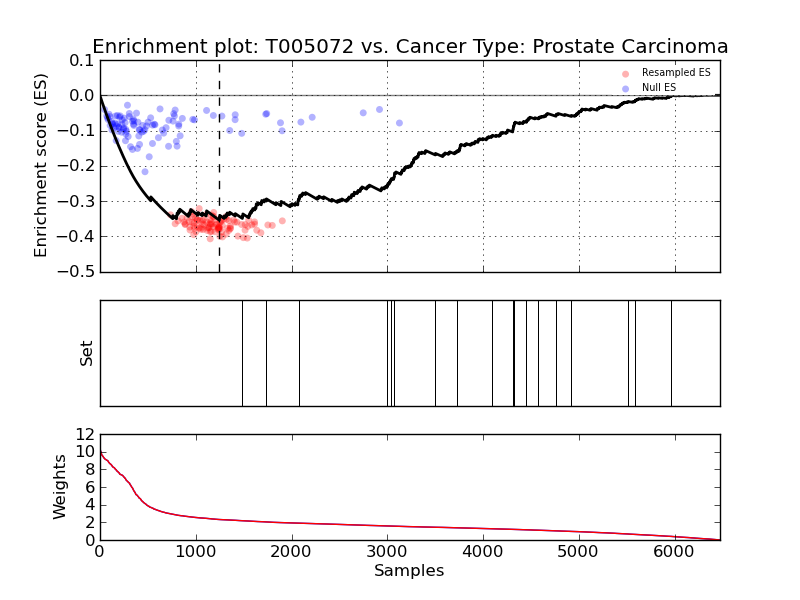 Enrichment plot: T005072 vs. Cancer Type: Prostate Carcinoma
0.1
0.0
−0.1
−0.2
−0.3
−0.4
−0.5
Enrichment score (ES)
Resampled ES
Null ES
Set
12
10
8
6
4
2
0
Weights
0 1000 2000 3000 4000 5000 6000
Samples